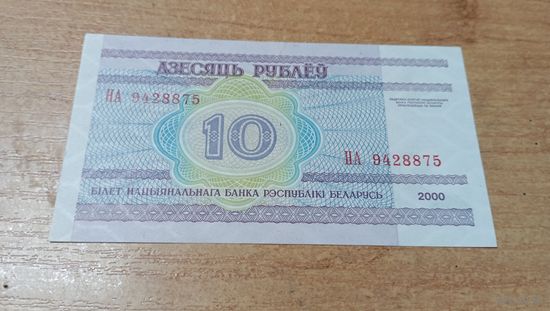 ДЗЕСЯЦЬ РУБЛЁЎ
НА 9428875
10
НА 9428875
БІЛЕТ НАЦЫЯНАЛЬНАГА БАНКА РЭСПУБЛІКІ БЕЛАРУСЬ
2000